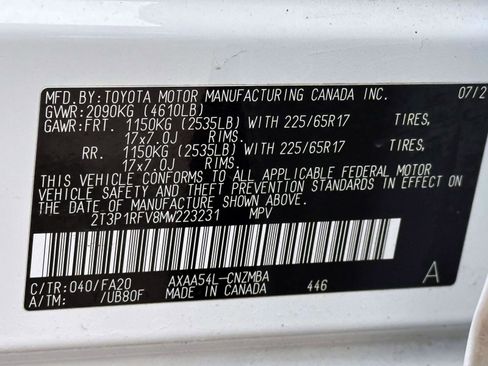 MFD.BY:TOYOTA MOTOR MANUFACTURING CANADA INC. 07/2
GVWR:2090KG (4610LB)
GAWR:FRT. 1150KG (2535LB) WITH 225/65R17 TIRES,
17x7.0J RIMS.
RR. 1150KG (2535LB) WITH 225/65R17 TIRES,
17x7.0J RIMS.
THIS VEHICLE CONFORMS TO ALL APPLICABLE FEDERAL MOTOR
VEHICLE SAFETY AND THEFT PREVENTION STANDARDS IN EFFECT ON
THE DATE OF MANUFACTURE SHOWN ABOVE.
2T3P1RFV8MW223231 MPV
C/TR:040/FA20 AXAA54L-CNZMBA
A/TM: /UB80F MADE IN CANADA 446 A